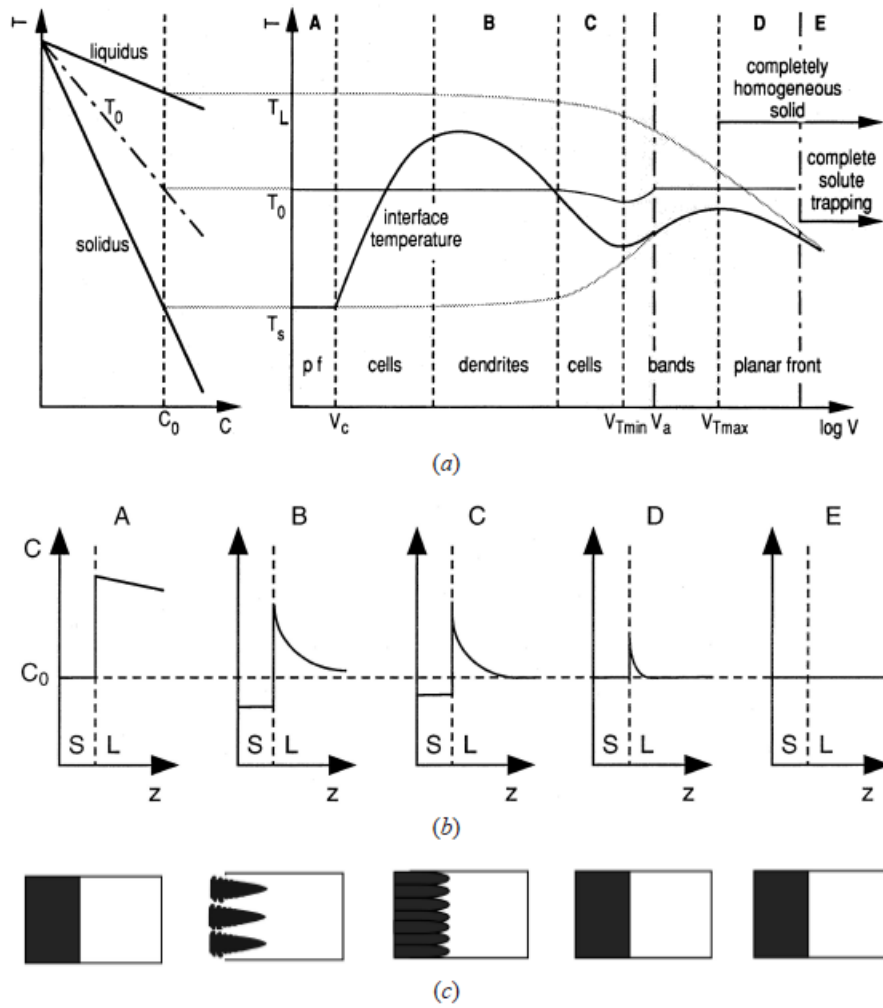 T
T
A
B
C
D
E
liquidus
T0
solidus
C0
C
TL
T0
Ts
interface
temperature
completely
homogeneous
solid
complete
solute
trapping
p f
cells
dendrites
cells
bands
planar front
Vc
VTmin
Va
VTmax
log V
(a)
A
B
C
D
E
C
C0
S
L
z
S
L
z
S
L
z
S
L
z
S
L
z
(b)
(c)